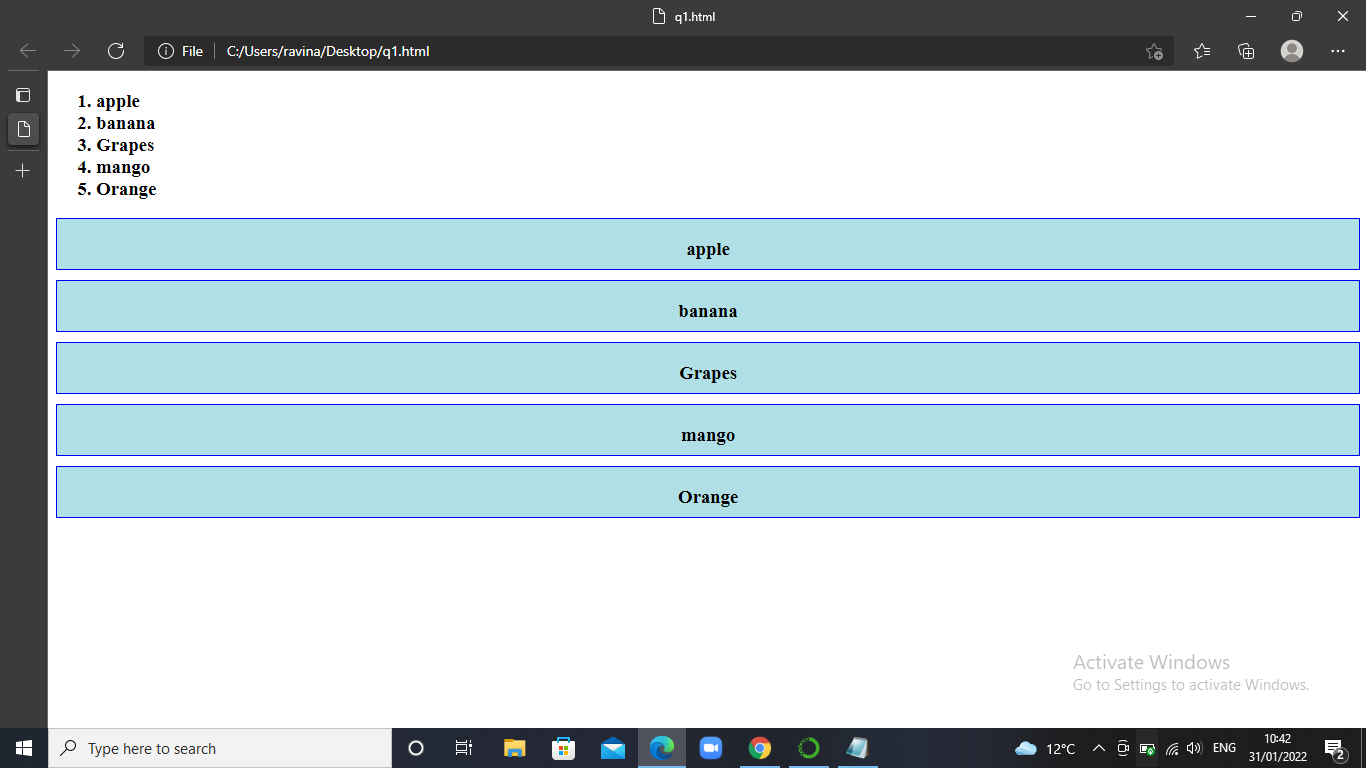 q1.html
File
C:/Users/ravina/Desktop/q1.html
1. apple
2. banana
3. Grapes
4. mango
5. Orange
apple
banana
Grapes
mango
Orange
Activate Windows
Go to Settings to activate Windows.
Type here to search
12°C
ENG
10:42
31/01/2022
2